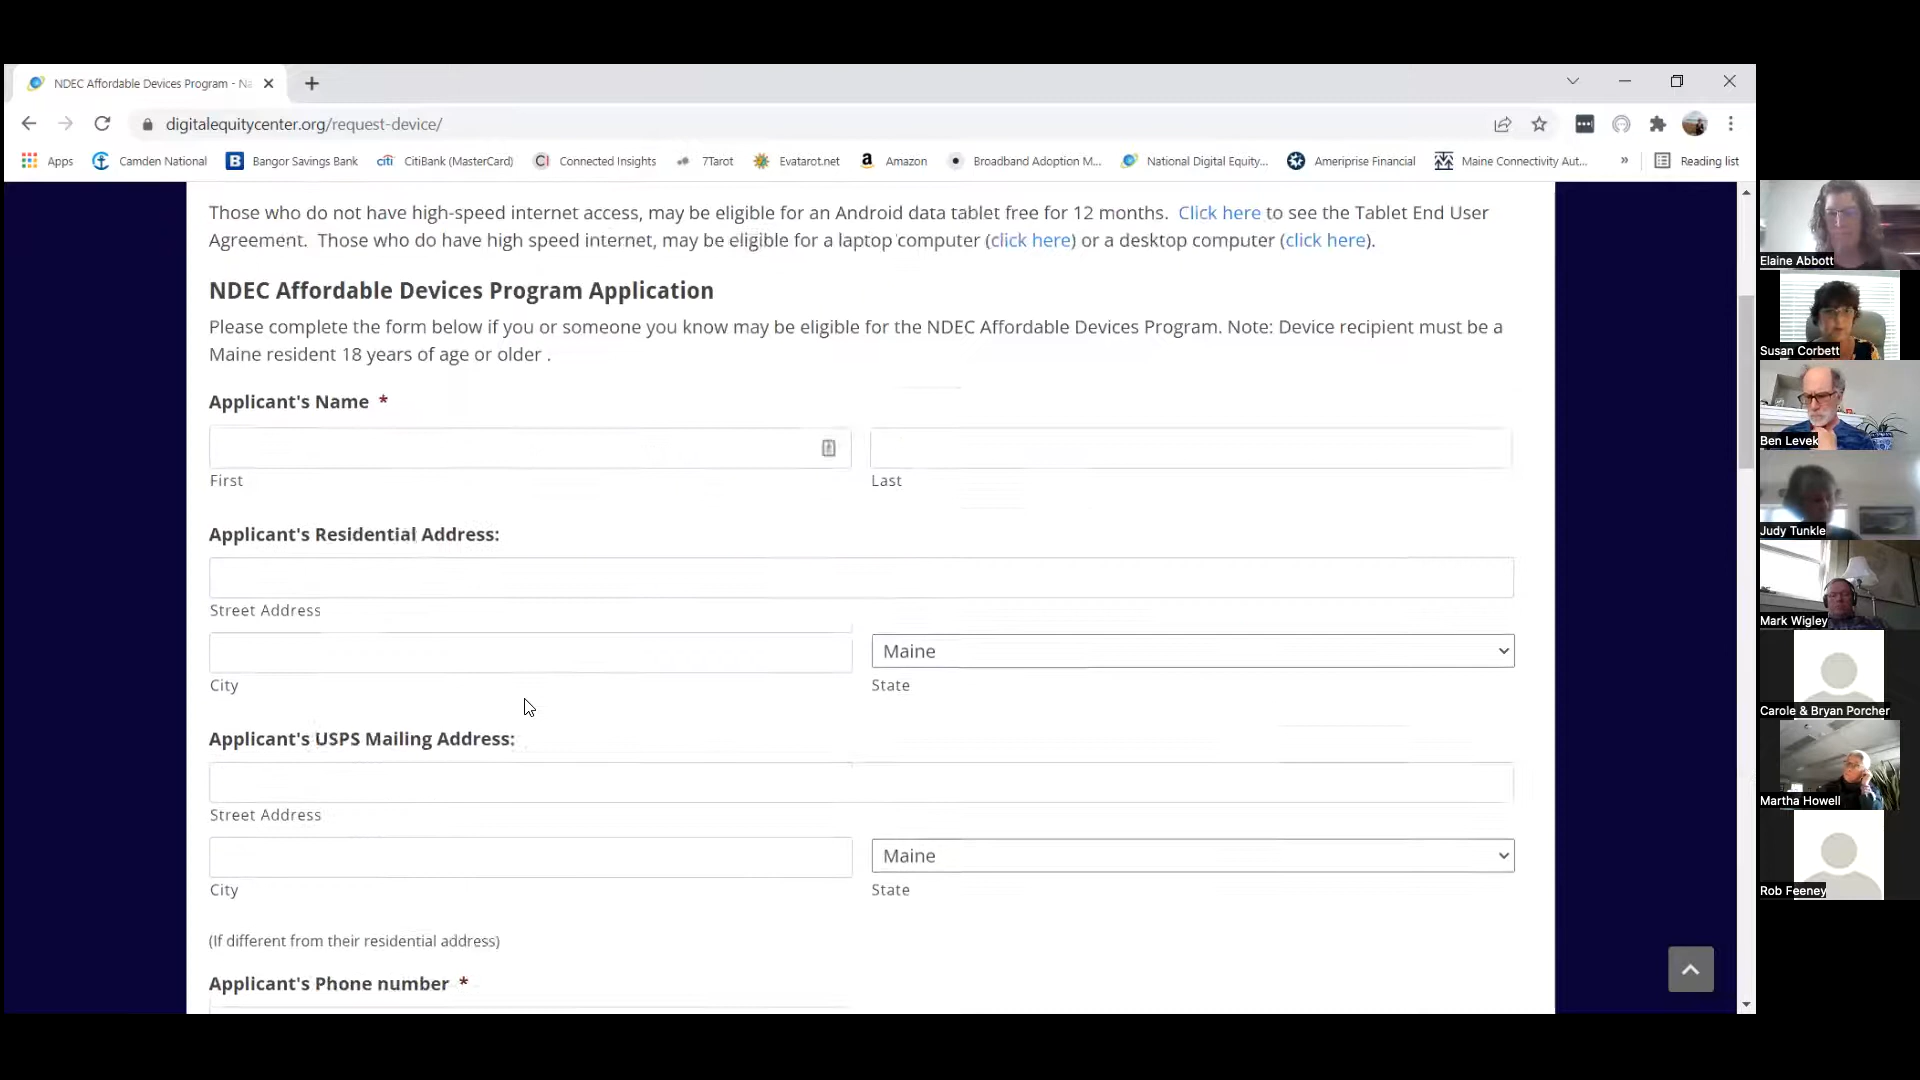 NDEC Affordable Devices Program - Na
digitalequitycenter.org/request-device/
Apps
Camden National
B
Bangor Savings Bank
citi
CitiBank (MasterCard)
CI
Connected Insights
7Tarot
Evatarot.net
a
Amazon
Broadband Adoption M...
National Digital Equity...
Ameriprise Financial
Maine Connectivity Aut...
»
Reading list
Those who do not have high-speed internet access, may be eligible for an Android data tablet free for 12 months. Click here to see the Tablet End User
Agreement. Those who do have high speed internet, may be eligible for a laptop computer (click here) or a desktop computer (click here).
NDEC Affordable Devices Program Application
Please complete the form below if you or someone you know may be eligible for the NDEC Affordable Devices Program. Note: Device recipient must be a
Maine resident 18 years of age or older .
Applicant's Name *
First
Last
Applicant's Residential Address:
Street Address
Maine
City
State
Applicant's USPS Mailing Address:
Street Address
Maine
City
State
(If different from their residential address)
Applicant's Phone number *
Elaine Abbott
Susan Corbett
Ben Levek
Judy Tunkle
Mark Wigley
Carole & Bryan Porcher
Martha Howell
Rob Feeney